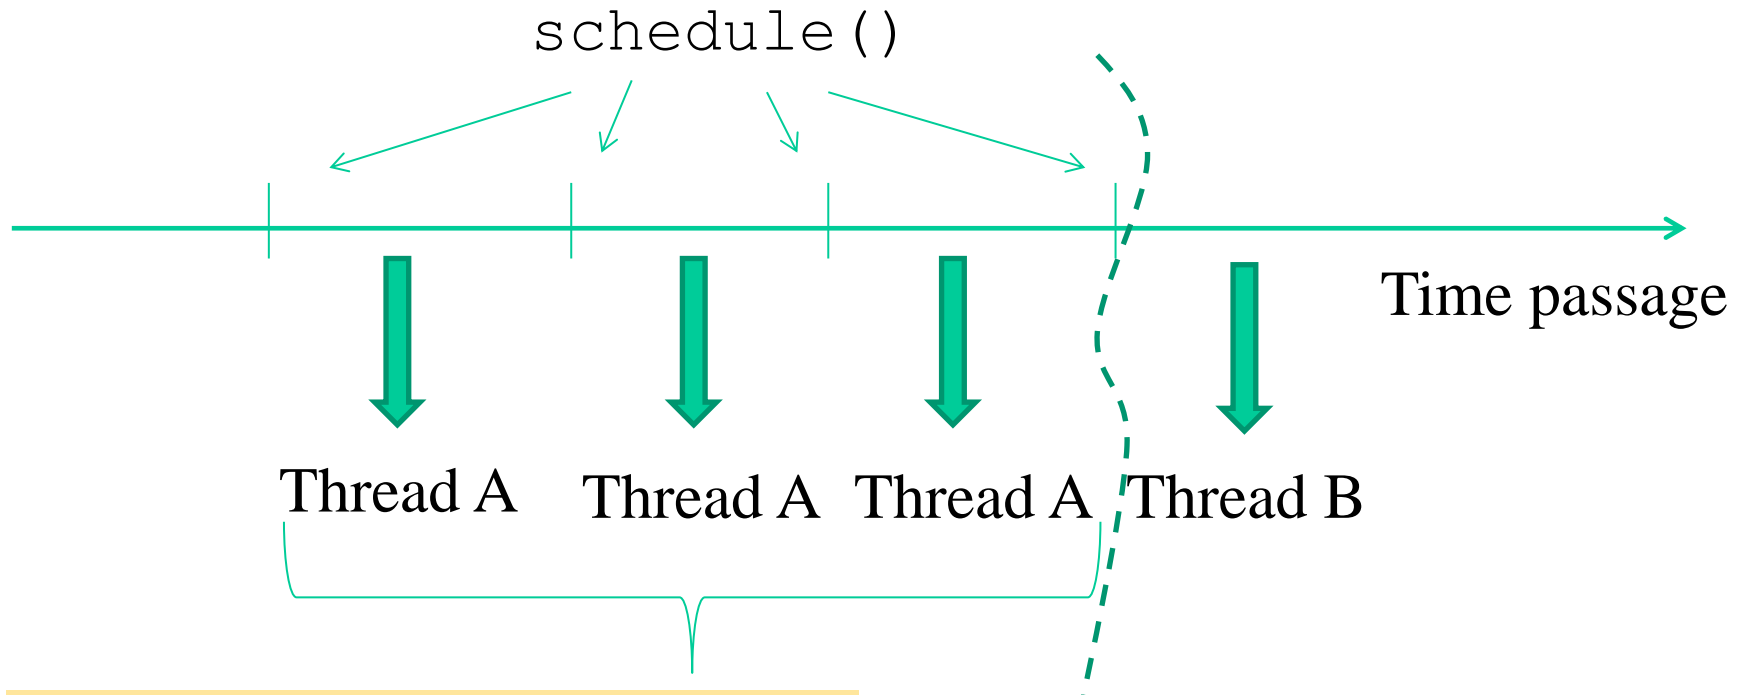 schedule()
Time passage
Thread A Thread A Thread A Thread B